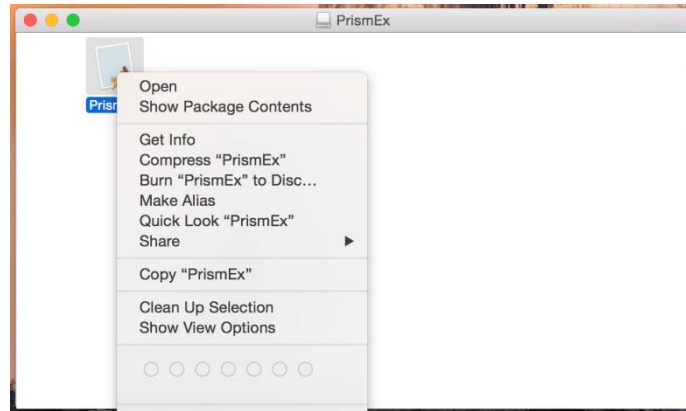 PrismEx
Open
Show Package Contents
Get Info
Compress “PrismEx”
Burn “PrismEx” to Disc...
Make Alias
Quick Look “PrismEx”
Share
Copy “PrismEx”
Clean Up Selection
Show View Options